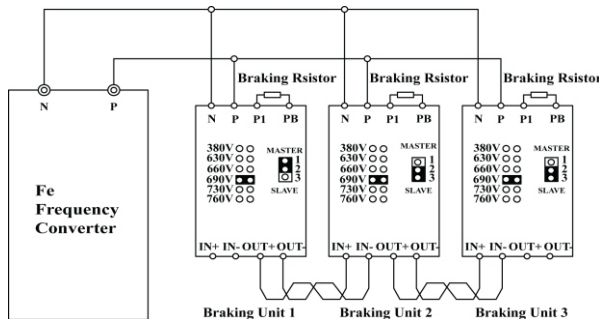 Braking Rsistor Braking Resistor Braking Rsistor
N P N P P1 PB N P P1 PB N P P1 PB
380V 630V 660V 690V 730V 760V
MASTER 1 2 3 SLAVE
380V 630V 660V 690V 730V 760V
MASTER 1 2 3 SLAVE
380V 630V 660V 690V 730V 760V
MASTER 1 2 3 SLAVE
Fe
Frequency
Converter
IN+ IN- OUT+ OUT- IN+ IN- OUT+ OUT- IN+ IN- OUT+ OUT-
Braking Unit 1 Braking Unit 2 Braking Unit 3